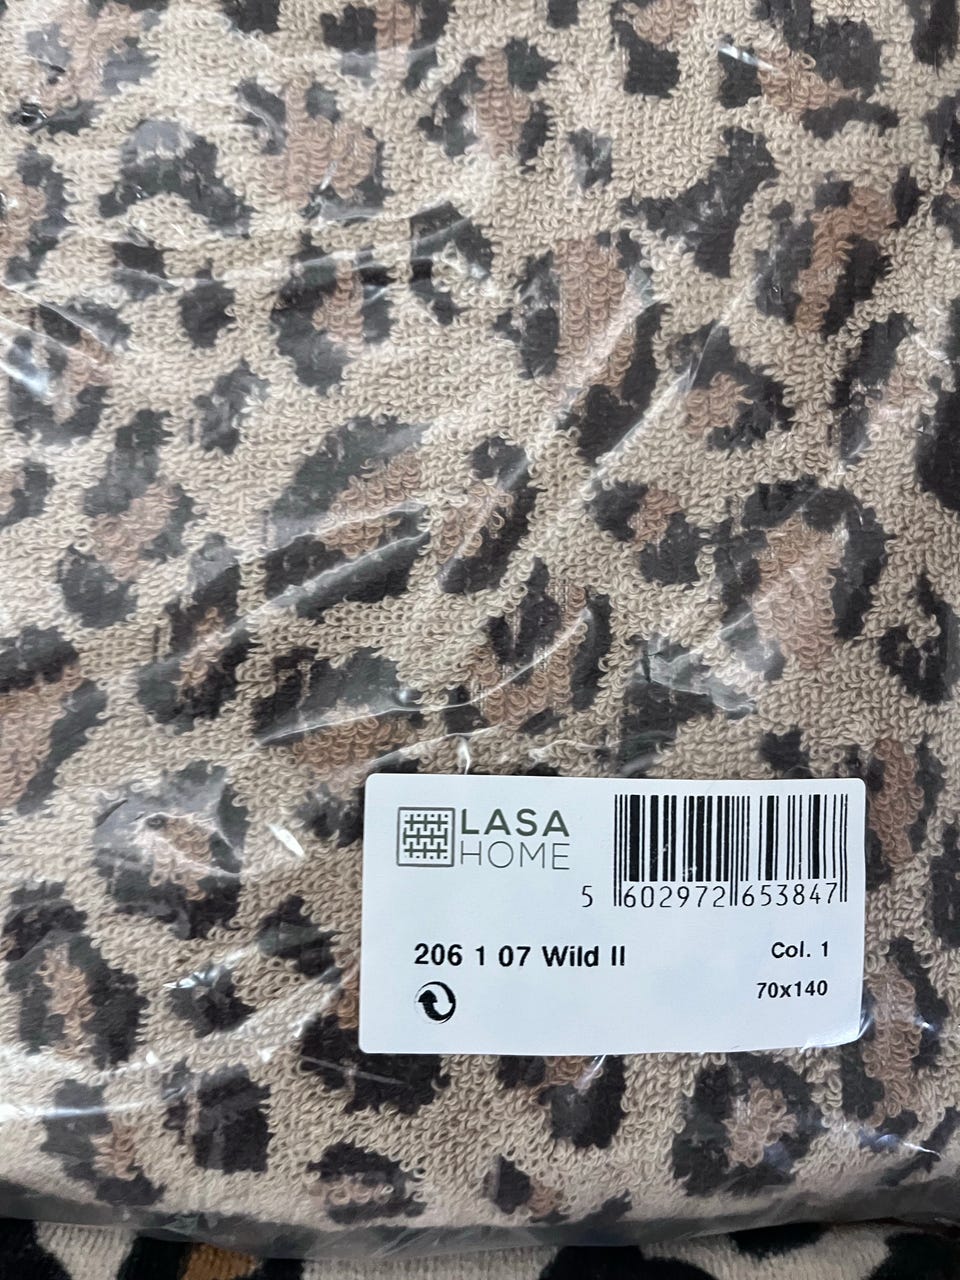 LASA
HOME
5 602972 653847
206 1 07 Wild II
Col. 1
70x140